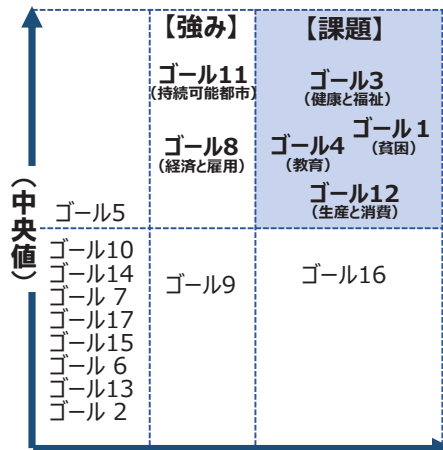 【強み】
【課題】
ゴール11
(持続可能都市)
ゴール8
(経済と雇用)
ゴール3
(健康と福祉)
ゴール 1
(貧困)
ゴール4
(教育)
ゴール12
(生産と消費)
(中央値)
ゴール5
ゴール10
ゴール14
ゴール 7
ゴール17
ゴール15
ゴール 6
ゴール13
ゴール 2
ゴール9
ゴール16